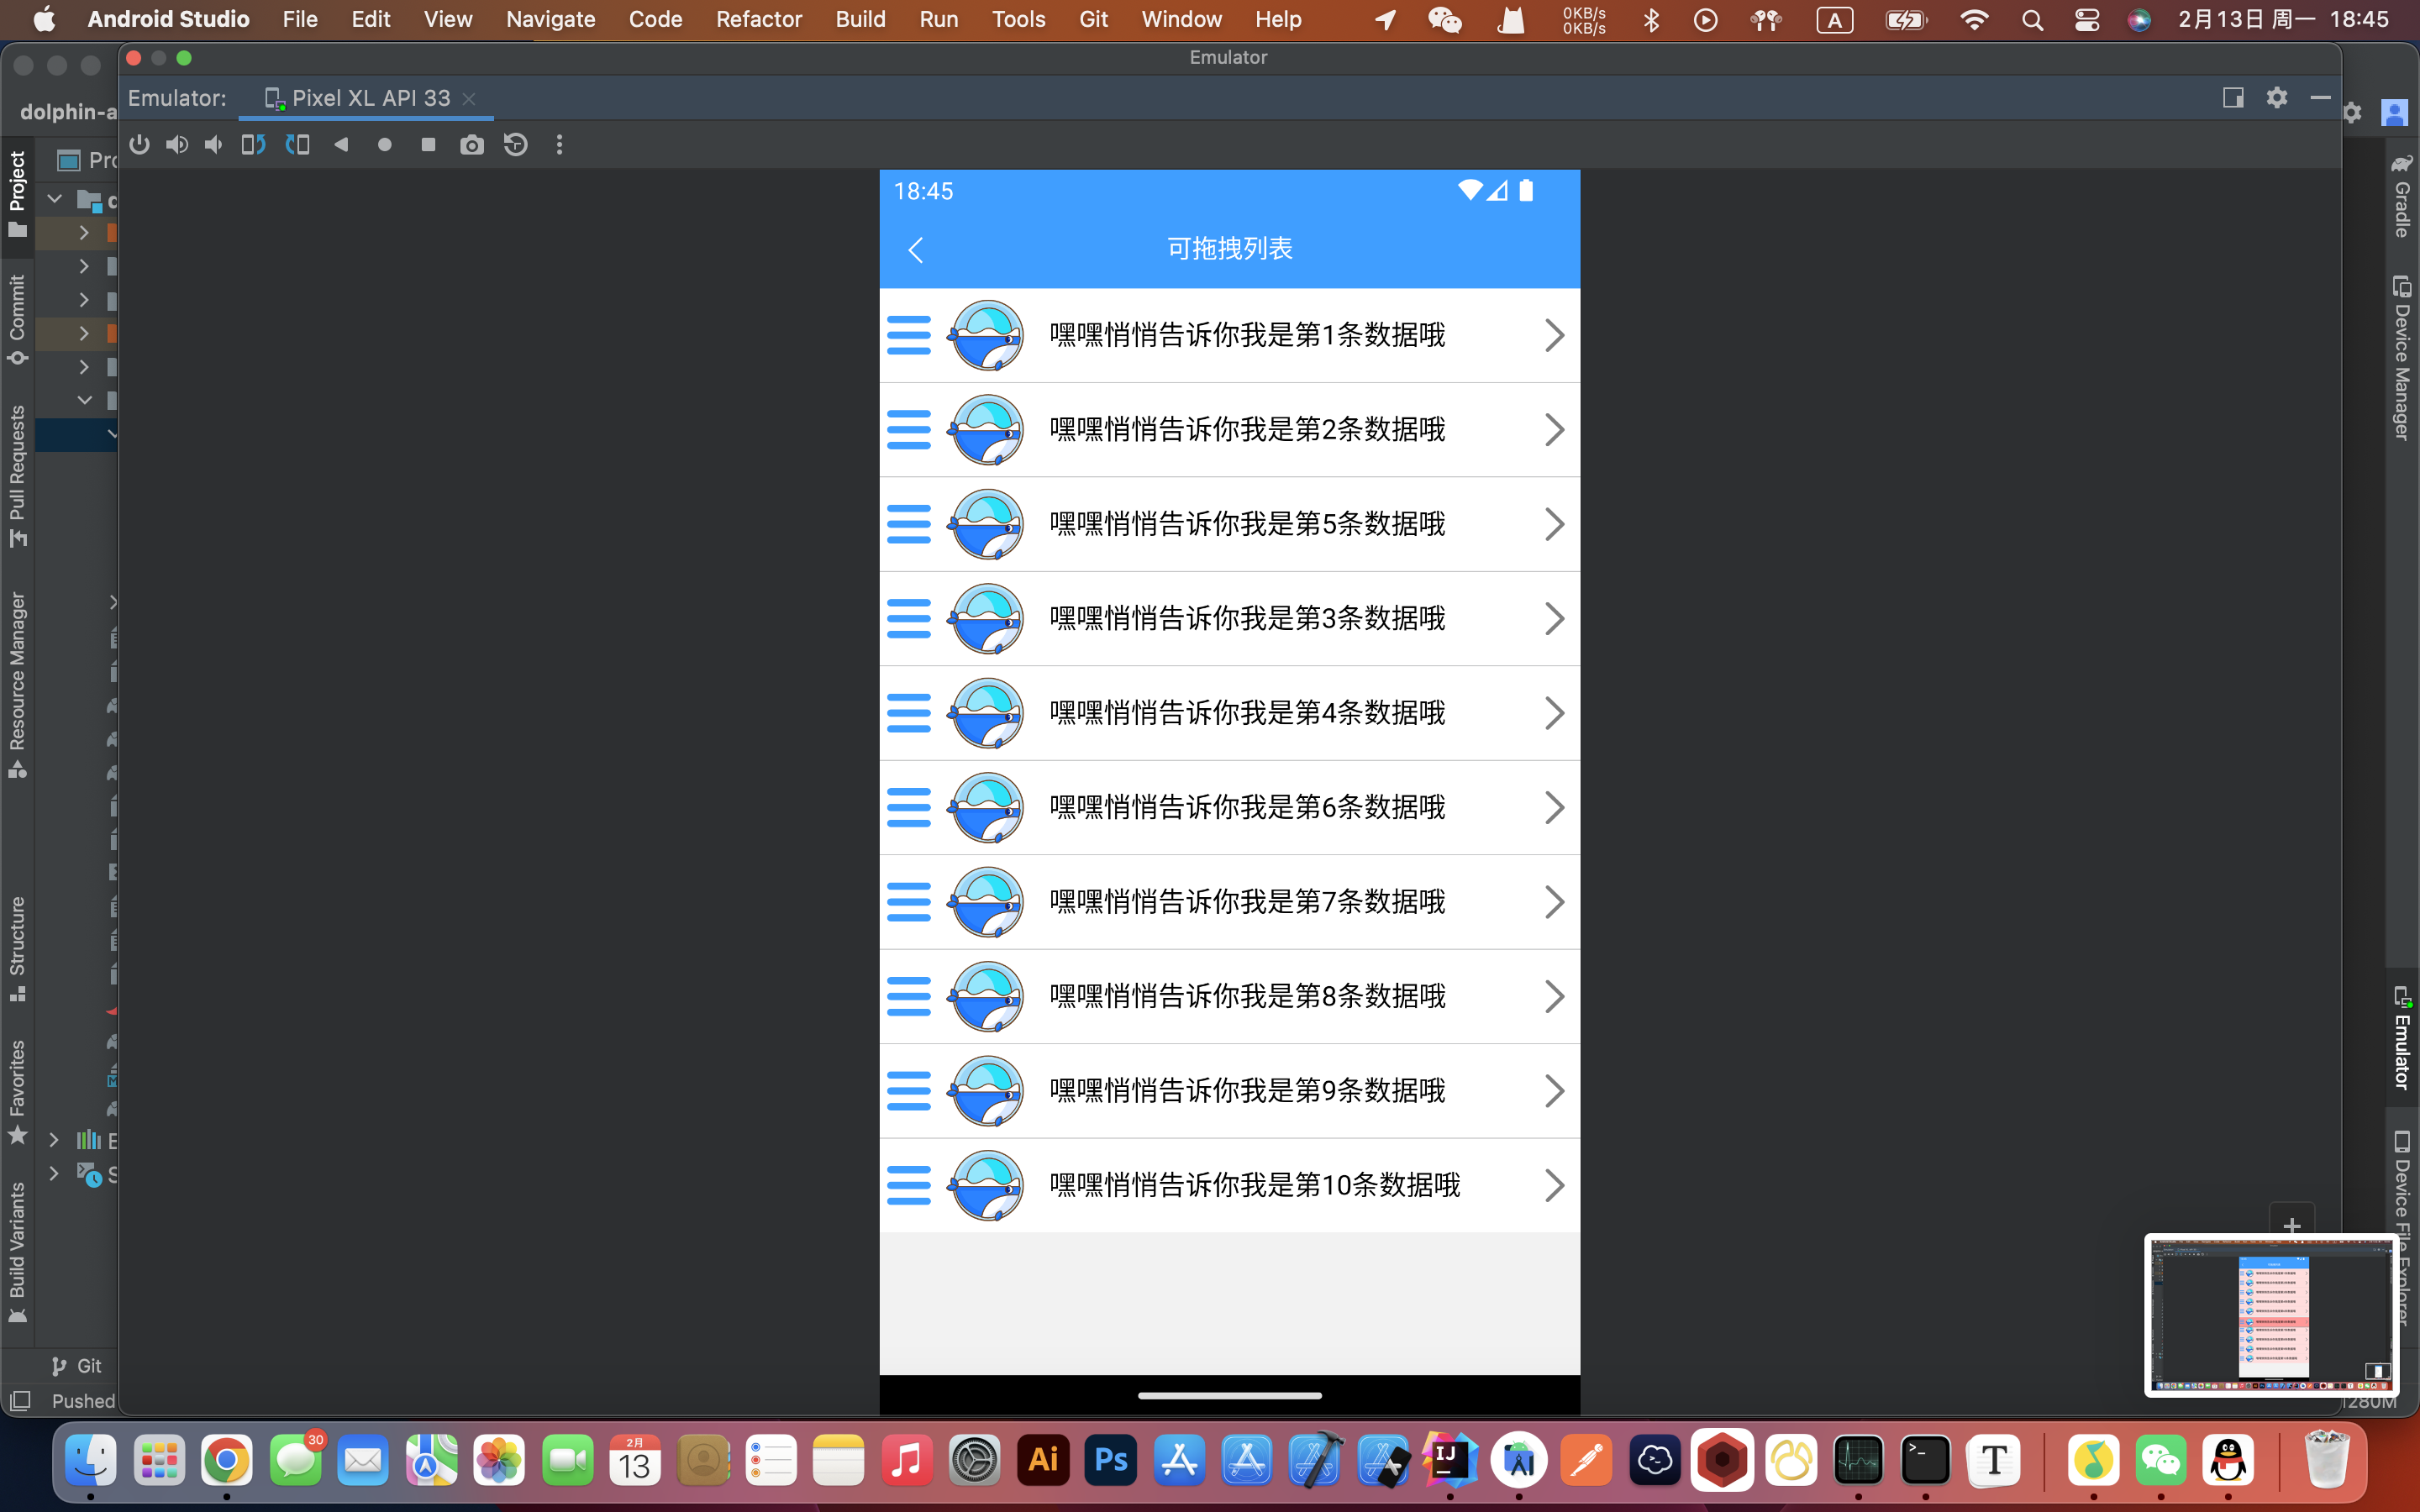 Android Studio File Edit View Navigate Code Refactor Build Run Tools Git Window Help 0KB/s 0KB/s A 2月13日 周一 18:45
Emulator
Emulator: Pixel XL API 33
dolphin-a
Project
Commit
Pull Requests
Resource Manager
Structure
Favorites
Build Variants
Git
Pushed
18:45
可拖拽列表
嘿嘿悄悄告诉你我是第1条数据哦
嘿嘿悄悄告诉你我是第2条数据哦
嘿嘿悄悄告诉你我是第5条数据哦
嘿嘿悄悄告诉你我是第3条数据哦
嘿嘿悄悄告诉你我是第4条数据哦
嘿嘿悄悄告诉你我是第6条数据哦
嘿嘿悄悄告诉你我是第7条数据哦
嘿嘿悄悄告诉你我是第8条数据哦
嘿嘿悄悄告诉你我是第9条数据哦
嘿嘿悄悄告诉你我是第10条数据哦
Gradle
Device Manager
Emulator
Device File Explorer
30
2月
13
Ai
Ps
IJ
T